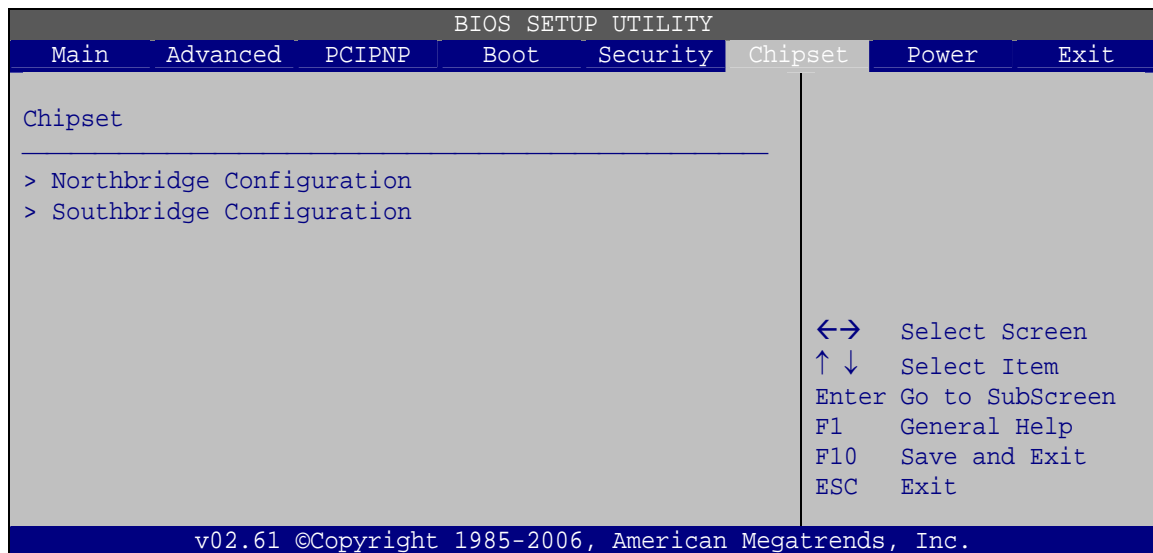 BIOS SETUP UTILITY
Main Advanced PCIPNP Boot Security Chipset Power Exit
Chipset
> Northbridge Configuration
> Southbridge Configuration
←→ Select Screen
↑ ↓ Select Item
Enter Go to SubScreen
F1 General Help
F10 Save and Exit
ESC Exit
v02.61 ©Copyright 1985-2006, American Megatrends, Inc.